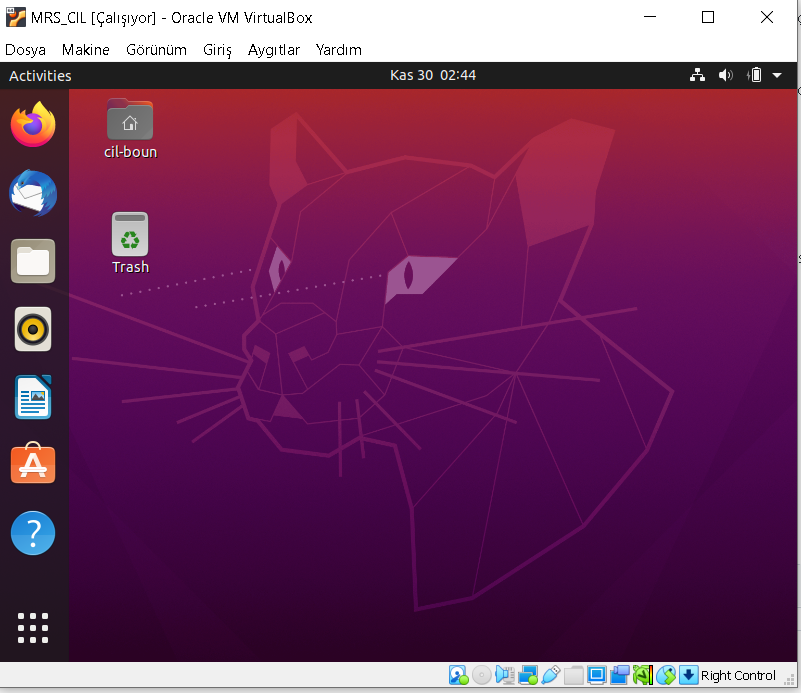 MRS_CIL [Çalışıyor] - Oracle VM VirtualBox
Dosya Makine Görünüm Giriş Aygıtlar Yardım
Activities Kas 30 02:44
cil-boun
Trash
Right Control